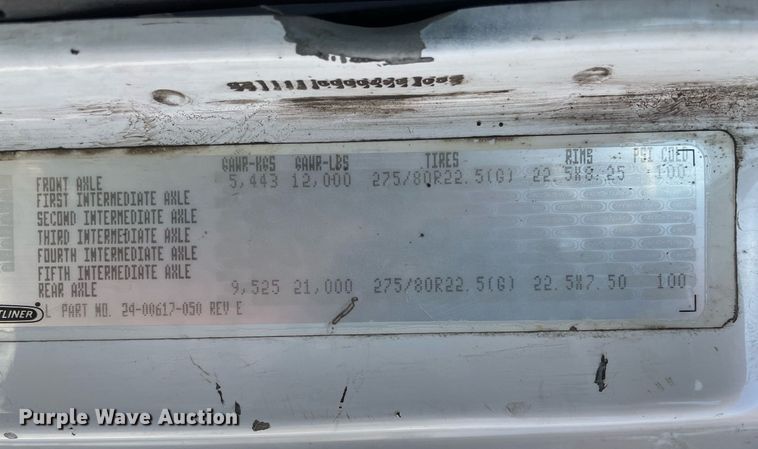 GAWR-KGS GAWR-LBS TIRES RIMS PSI COLD
FRONT AXLE 5,443 12,000 275/80R22.5(G) 22.5X8.25 100
FIRST INTERMEDIATE AXLE
SECOND INTERMEDIATE AXLE
THIRD INTERMEDIATE AXLE
FOURTH INTERMEDIATE AXLE
FIFTH INTERMEDIATE AXLE
REAR AXLE 9,525 21,000 275/80R22.5(G) 22.5X7.50 100
TLINER L PART NO. 24-00617-050 REV E
Purple Wave Auction